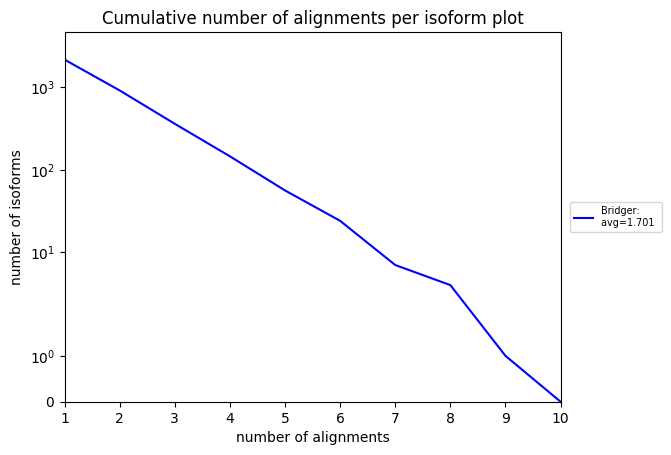 Cumulative number of alignments per isoform plot
number of isoforms
10³
10²
10¹
10⁰
0
1 2 3 4 5 6 7 8 9 10
number of alignments
Bridger:
avg=1.701